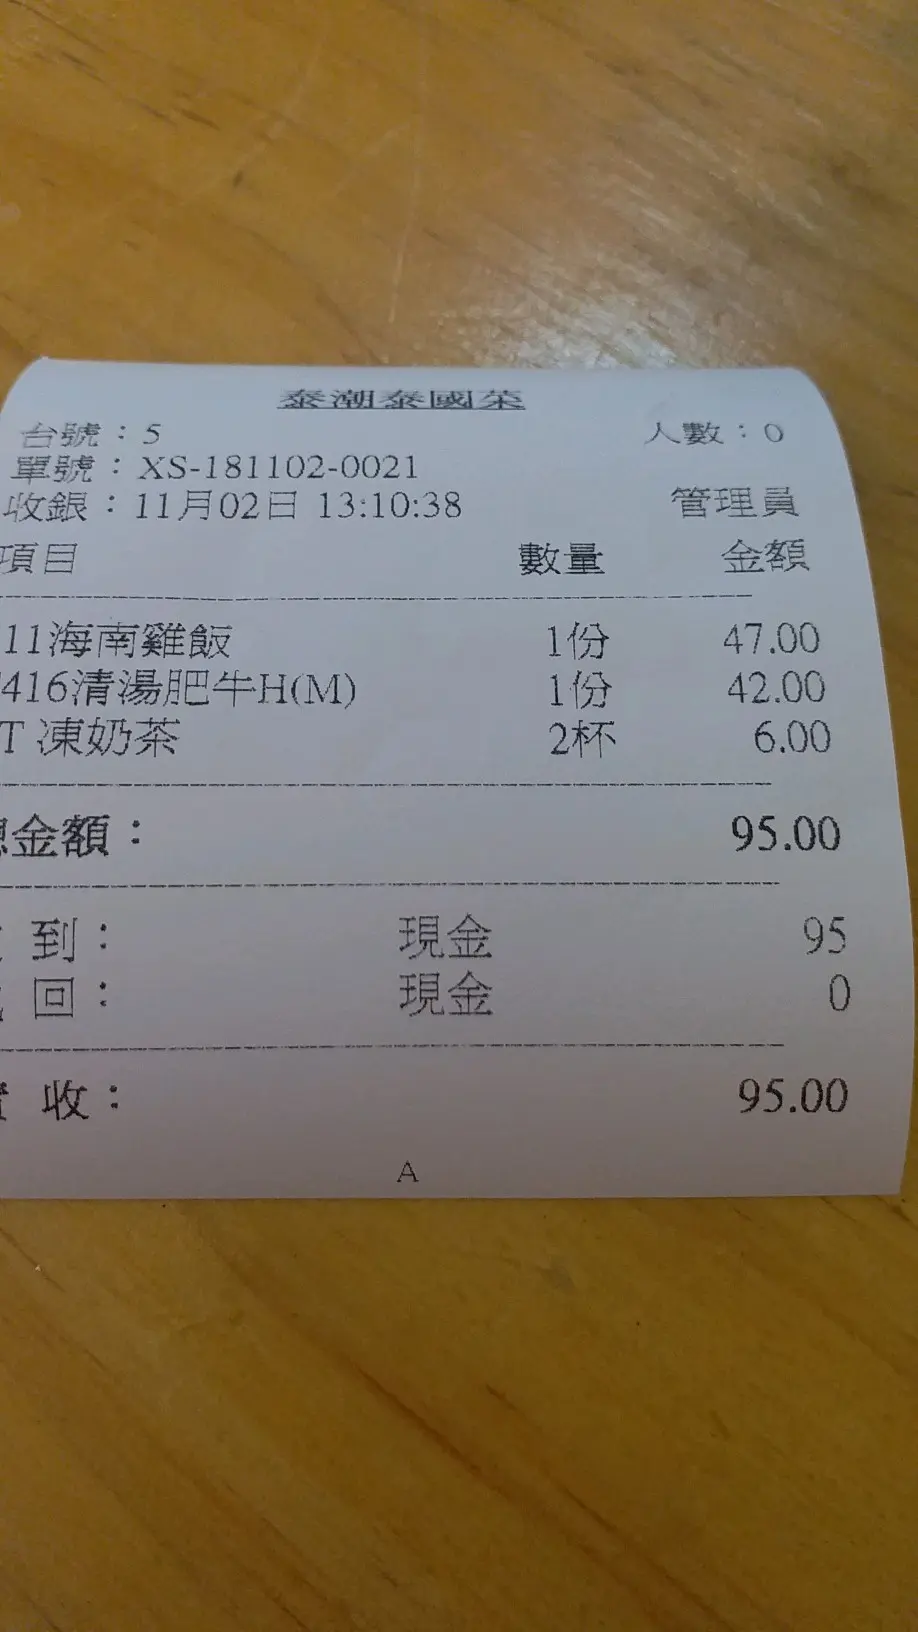 泰潮泰國菜
台號：5 人數：0
單號：XS-181102-0021
收銀：11月02日 13:10:38 管理員
項目 數量 金額
11海南雞飯 1份 47.00
416清湯肥牛H(M) 1份 42.00
T 凍奶茶 2杯 6.00
總金額： 95.00
到： 現金 95
回： 現金 0
實 收： 95.00
A